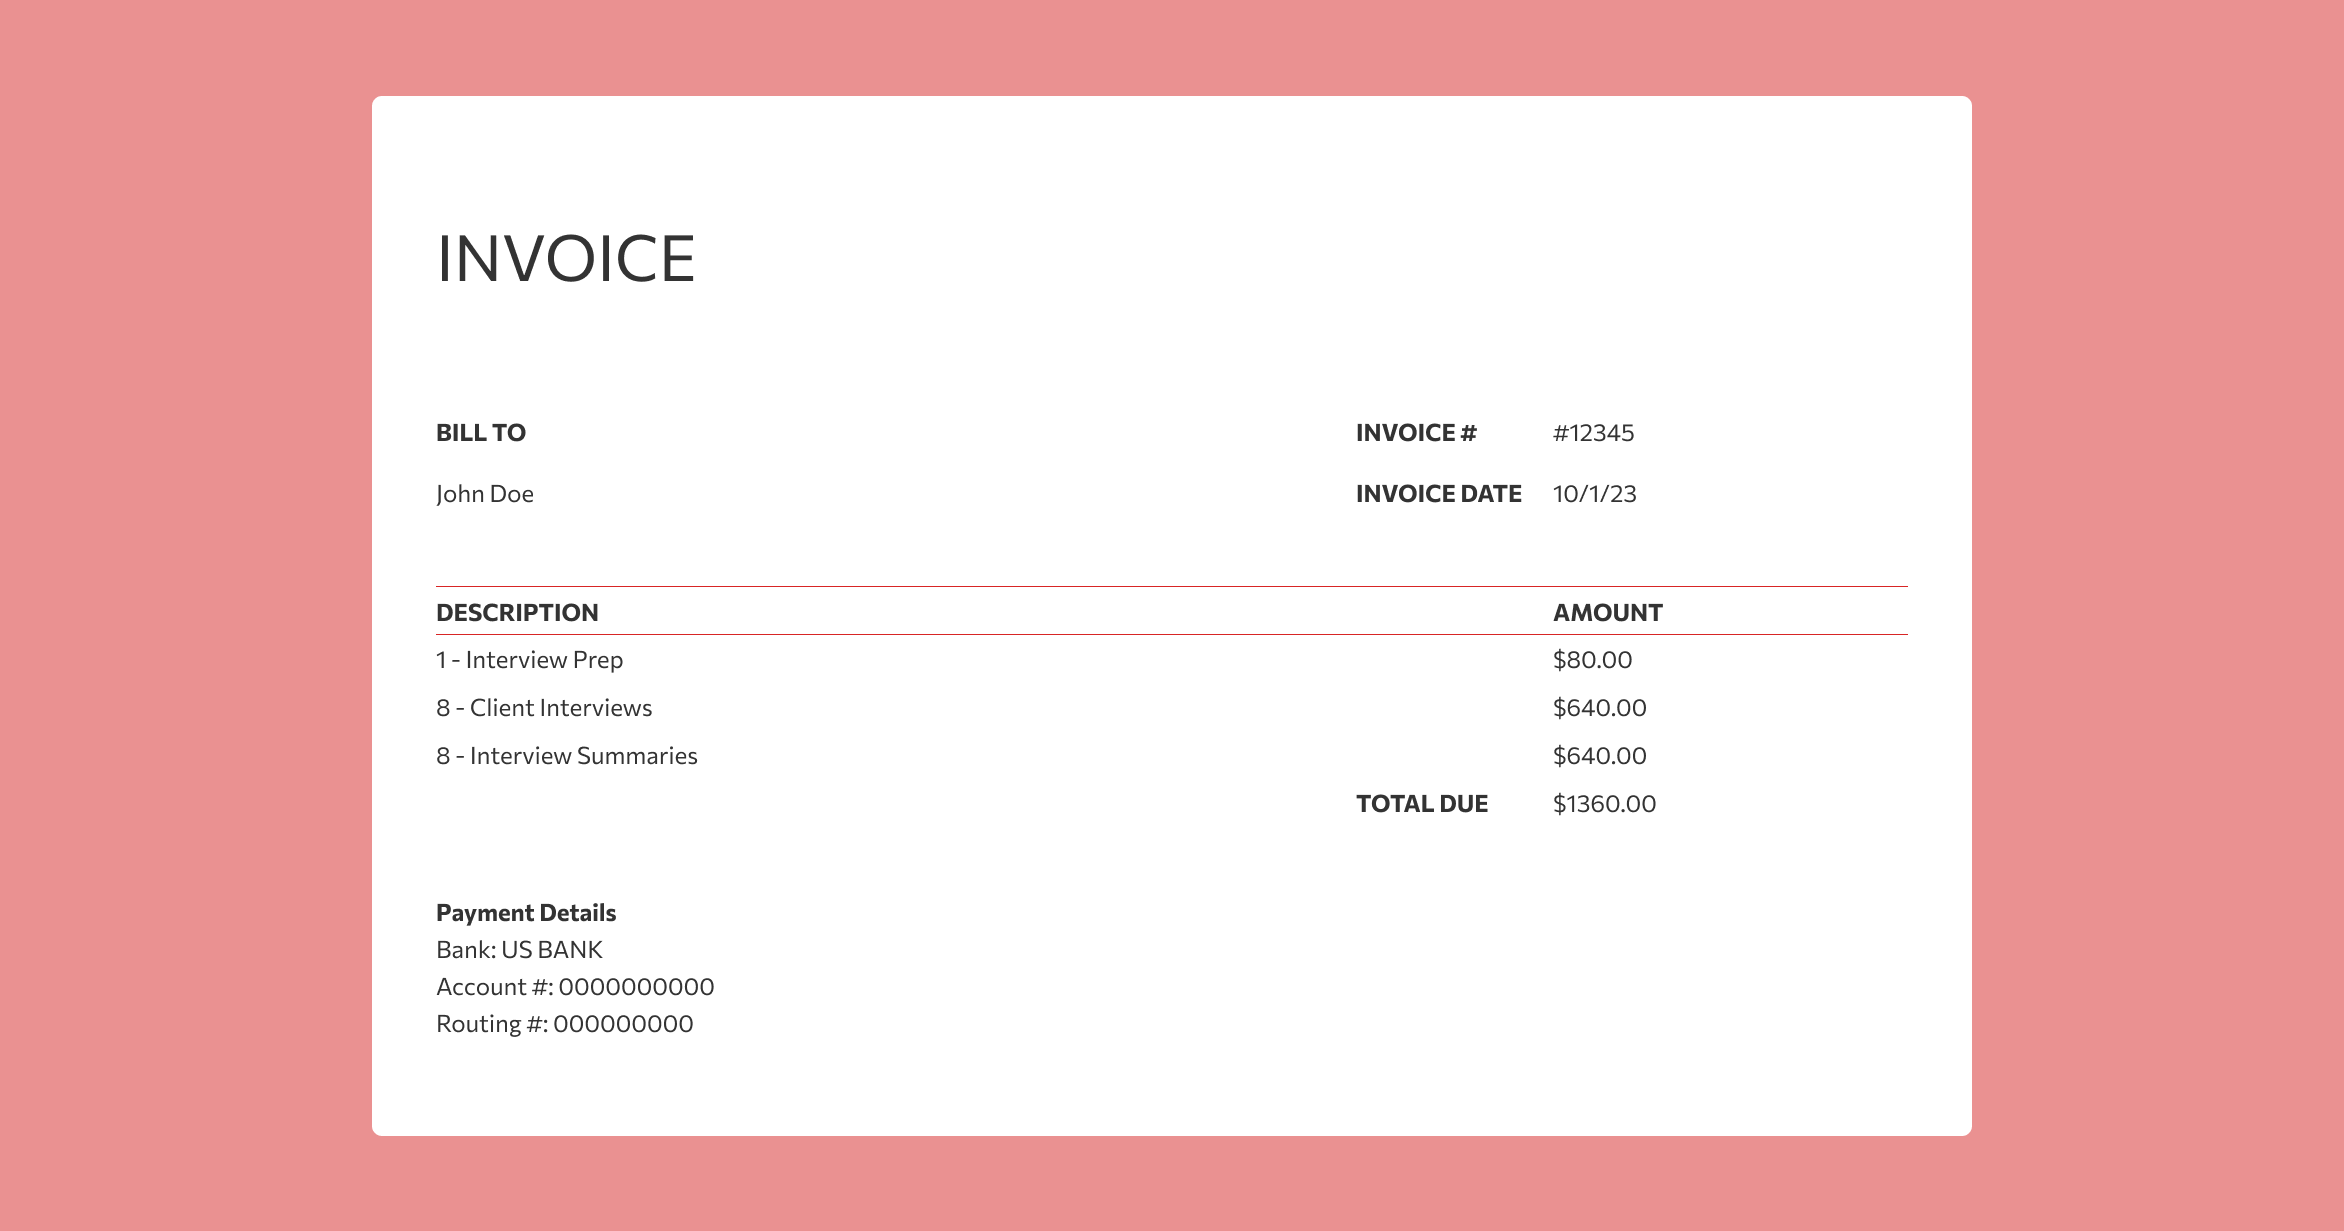 INVOICE
BILL TO
INVOICE # #12345
John Doe
INVOICE DATE 10/1/23
DESCRIPTION AMOUNT
1 - Interview Prep $80.00
8 - Client Interviews $640.00
8 - Interview Summaries $640.00
TOTAL DUE $1360.00
Payment Details
Bank: US BANK
Account #: 0000000000
Routing #: 000000000